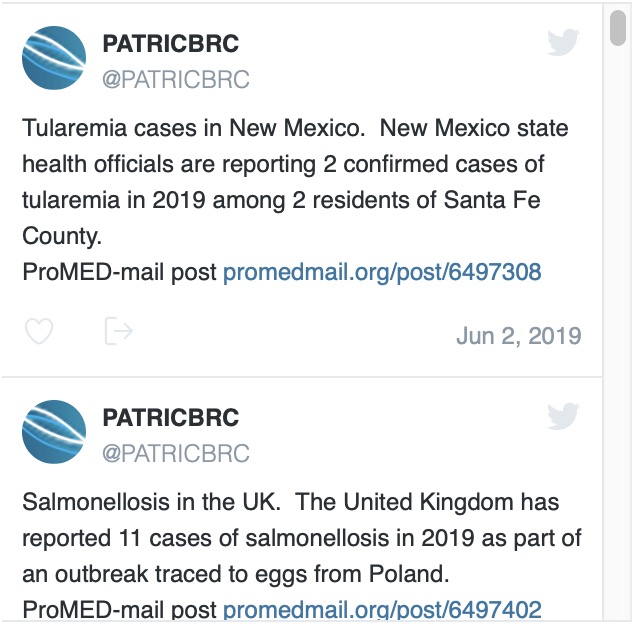 PATRICBRC
@PATRICBRC
Tularemia cases in New Mexico.  New Mexico state
health officials are reporting 2 confirmed cases of
tularemia in 2019 among 2 residents of Santa Fe
County.
ProMED-mail post promedmail.org/post/6497308
Jun 2, 2019
PATRICBRC
@PATRICBRC
Salmonellosis in the UK.  The United Kingdom has
reported 11 cases of salmonellosis in 2019 as part of
an outbreak traced to eggs from Poland.
ProMED-mail post promedmail.org/post/6497402